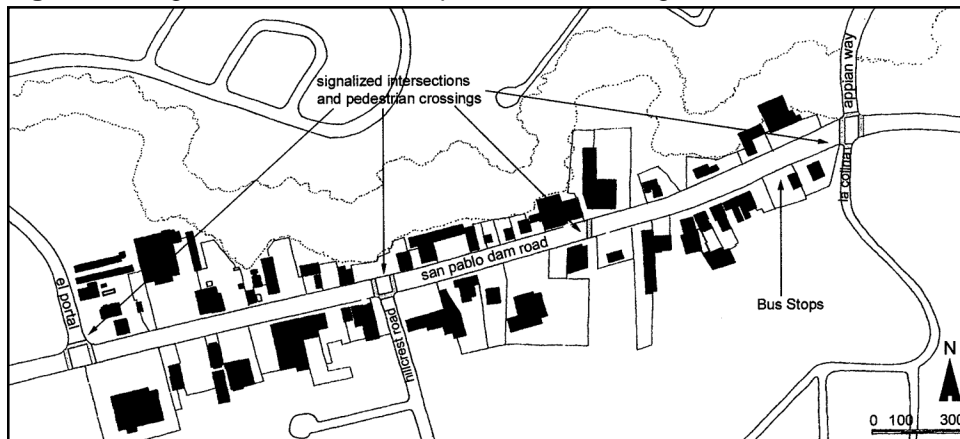 signalized intersections
and pedestrian crossings
appian way
la colina
san pablo dam road
el portal
hillcrest road
Bus Stops
N
0 100 300